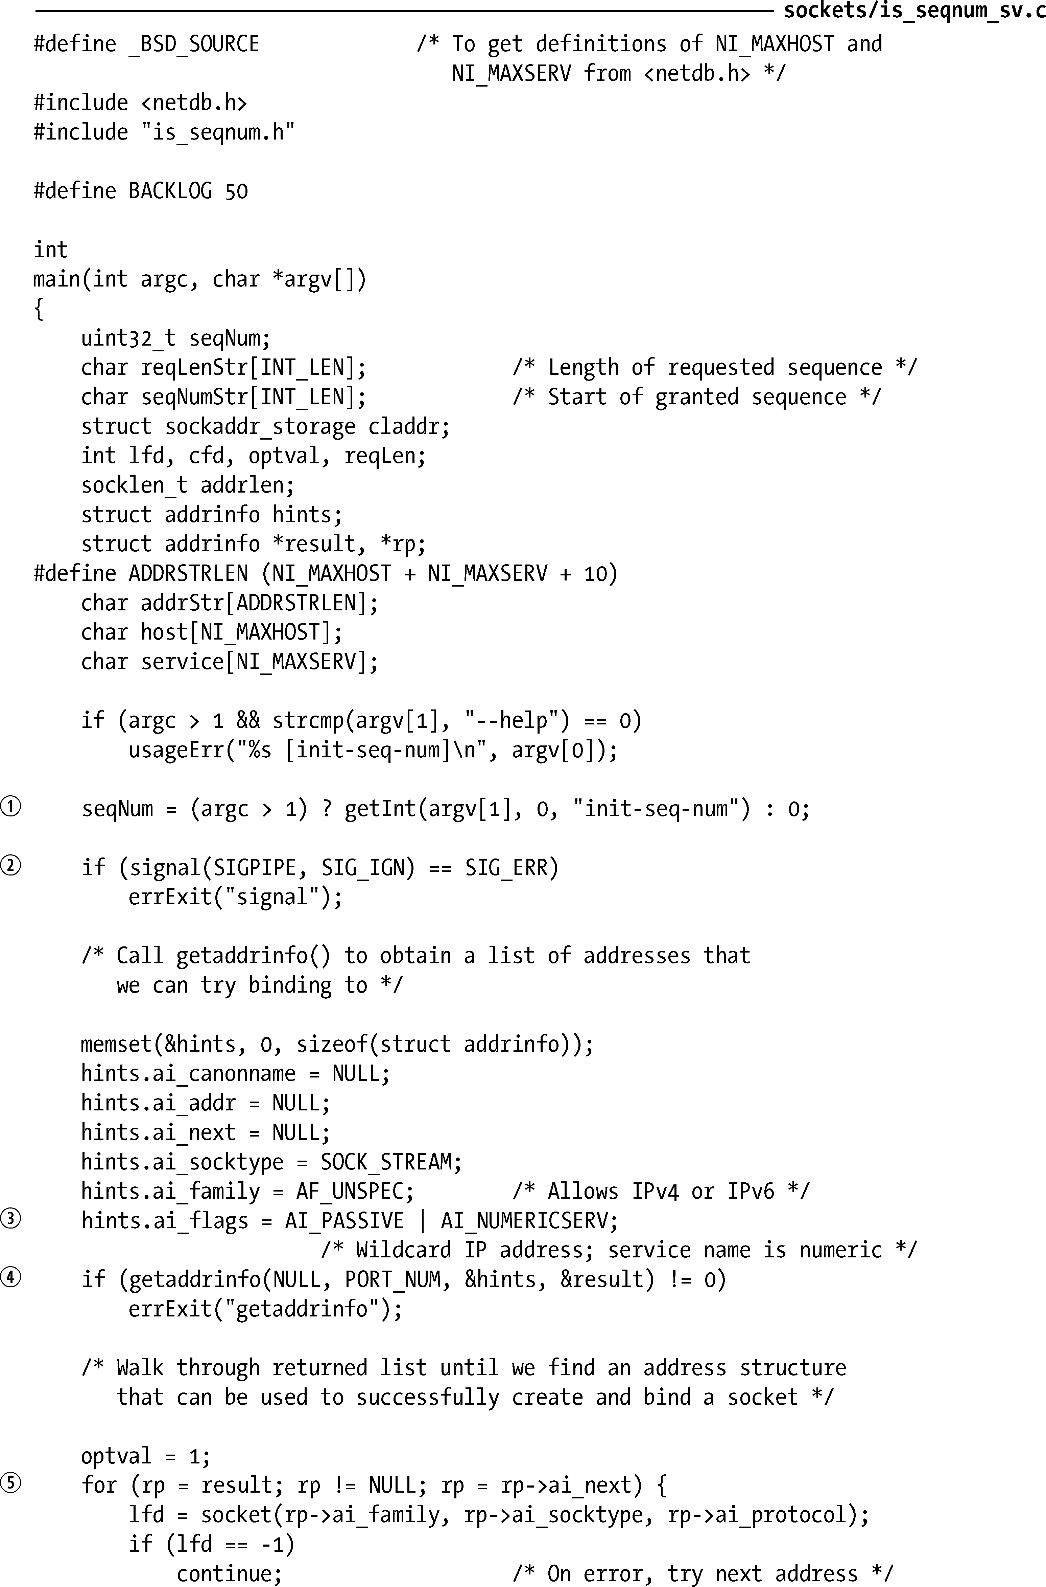 sockets/is_seqnum_sv.c
#define _BSD_SOURCE             /* To get definitions of NI_MAXHOST and
                                   NI_MAXSERV from <netdb.h> */
#include <netdb.h>
#include "is_seqnum.h"

#define BACKLOG 50

int
main(int argc, char *argv[])
{
    uint32_t seqNum;
    char reqLenStr[INT_LEN];            /* Length of requested sequence */
    char seqNumStr[INT_LEN];            /* Start of granted sequence */
    struct sockaddr_storage claddr;
    int lfd, cfd, optval, reqLen;
    socklen_t addrlen;
    struct addrinfo hints;
    struct addrinfo *result, *rp;
#define ADDRSTRLEN (NI_MAXHOST + NI_MAXSERV + 10)
    char addrStr[ADDRSTRLEN];
    char host[NI_MAXHOST];
    char service[NI_MAXSERV];

    if (argc > 1 && strcmp(argv[1], "--help") == 0)
        usageErr("%s [init-seq-num]\n", argv[0]);

①    seqNum = (argc > 1) ? getInt(argv[1], 0, "init-seq-num") : 0;

②    if (signal(SIGPIPE, SIG_IGN) == SIG_ERR)
        errExit("signal");

    /* Call getaddrinfo() to obtain a list of addresses that
       we can try binding to */

    memset(&hints, 0, sizeof(struct addrinfo));
    hints.ai_canonname = NULL;
    hints.ai_addr = NULL;
    hints.ai_next = NULL;
    hints.ai_socktype = SOCK_STREAM;
    hints.ai_family = AF_UNSPEC;        /* Allows IPv4 or IPv6 */
③    hints.ai_flags = AI_PASSIVE | AI_NUMERICSERV;
                        /* Wildcard IP address; service name is numeric */
④    if (getaddrinfo(NULL, PORT_NUM, &hints, &result) != 0)
        errExit("getaddrinfo");

    /* Walk through returned list until we find an address structure
       that can be used to successfully create and bind a socket */

    optval = 1;
⑤    for (rp = result; rp != NULL; rp = rp->ai_next) {
        lfd = socket(rp->ai_family, rp->ai_socktype, rp->ai_protocol);
        if (lfd == -1)
            continue;                   /* On error, try next address */